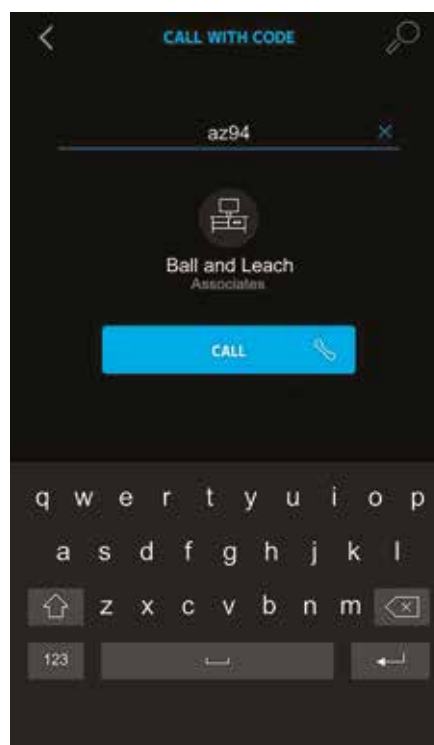 CALL WITH CODE
az94
Ball and Leach
Associates
CALL
q w e r t y u i o p
a s d f g h j k l
z x c v b n m
123